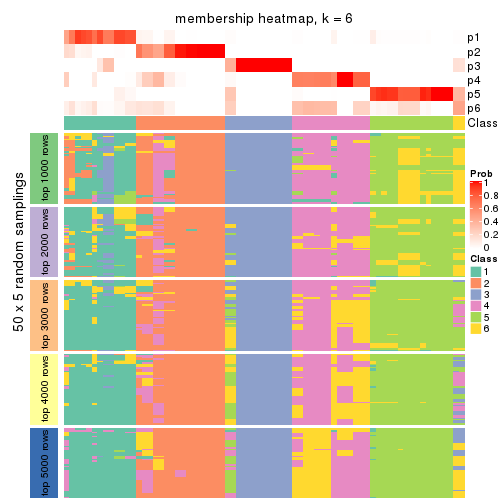 membership heatmap, k = 6
p1
p2
p3
p4
p5
p6
Class
50 x 5 random samplings
top 1000 rows
top 2000 rows
top 3000 rows
top 4000 rows
top 5000 rows
Prob
1
0.8
0.6
0.4
0.2
0
Class
1
2
3
4
5
6